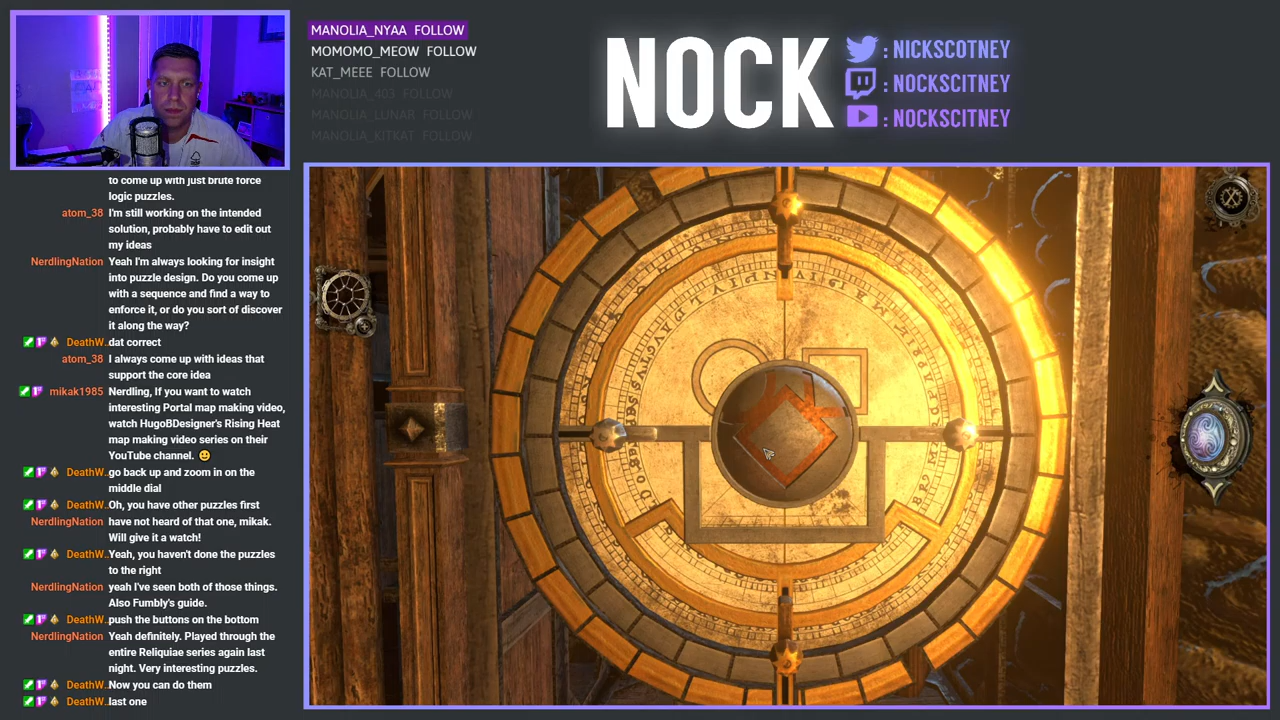 MANOLIA_NYAA FOLLOW
MOMOMO_MEOW FOLLOW
KAT_MEEE FOLLOW
MANOLIA_403 FOLLOW
MANOLIA_LUNAR FOLLOW
MANOLIA_KITKAT FOLLOW
NOCK
: NICKSCOTNEY
: NOCKSCITNEY
: NOCKSCITNEY
to come up with just brute force
logic puzzles.
atom_38 I'm still working on the intended
solution, probably have to edit out
my ideas
NerdlingNation Yeah I'm always looking for insight
into puzzle design. Do you come up
with a sequence and find a way to
enforce it, or do you sort of discover
it along the way?
DeathW.. dat correct
atom_38 I always come up with ideas that
support the core idea
mikak1985 Nerdling, If you want to watch
interesting Portal map making video,
watch HugoBDesigner's Rising Heat
map making video series on their
YouTube channel. 🙂
DeathW.. go back up and zoom in on the
middle dial
DeathW.. Oh, you have other puzzles first
NerdlingNation have not heard of that one, mikak.
Will give it a watch!
DeathW.. Yeah, you haven't done the puzzles
to the right
NerdlingNation yeah I've seen both of those things.
Also Fumbly's guide.
DeathW.. push the buttons on the bottom
NerdlingNation Yeah definitely. Played through the
entire Reliquiae series again last
night. Very interesting puzzles.
DeathW.. Now you can do them
DeathW.. last one